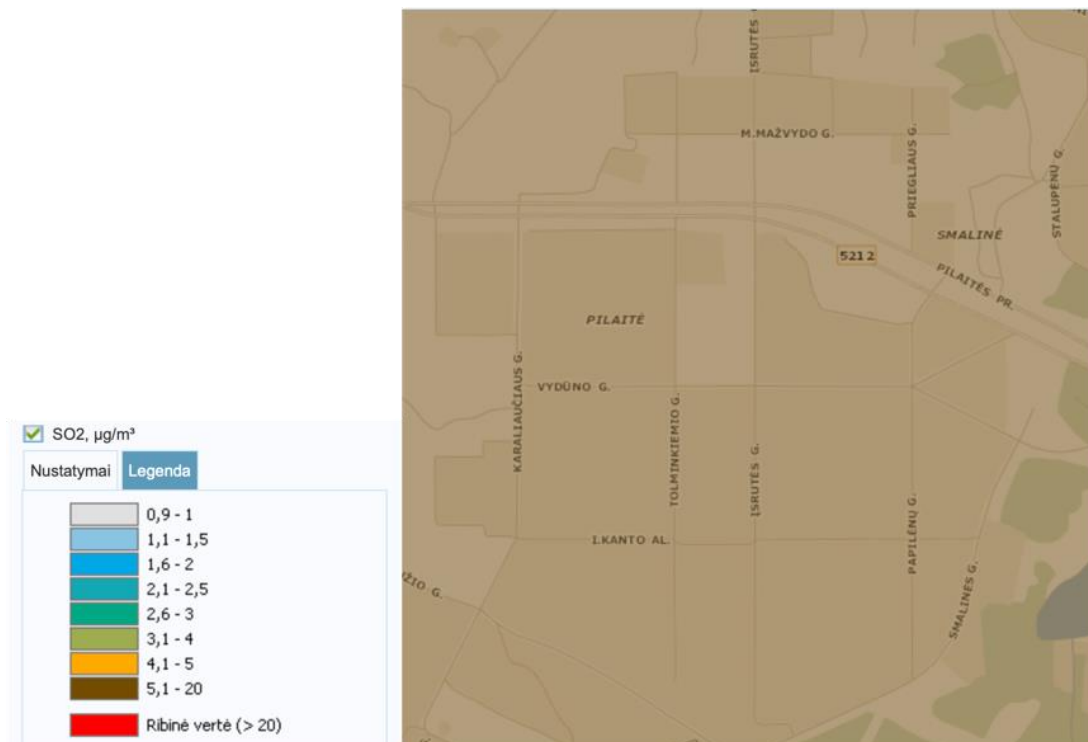 SO2, µg/m³
Nustatymai
Legenda
0,9 - 1
1,1 - 1,5
1,6 - 2
2,1 - 2,5
2,6 - 3
3,1 - 4
4,1 - 5
5,1 - 20
Ribinė vertė (> 20)
ĮSRUTĖS G.
M.MAŽVYDO G.
PRIEGLIAUS G.
STALUPĖNŲ G.
SMALINĖ
5212
PILAITĖS PR.
PILAITĖ
KARALIAUČIAUS G.
VYDŪNO G.
TOLMINKIEMIO G.
ĮSRUTĖS G.
PAPILĖNŲ G.
I.KANTO AL.
SMALINĖS G.